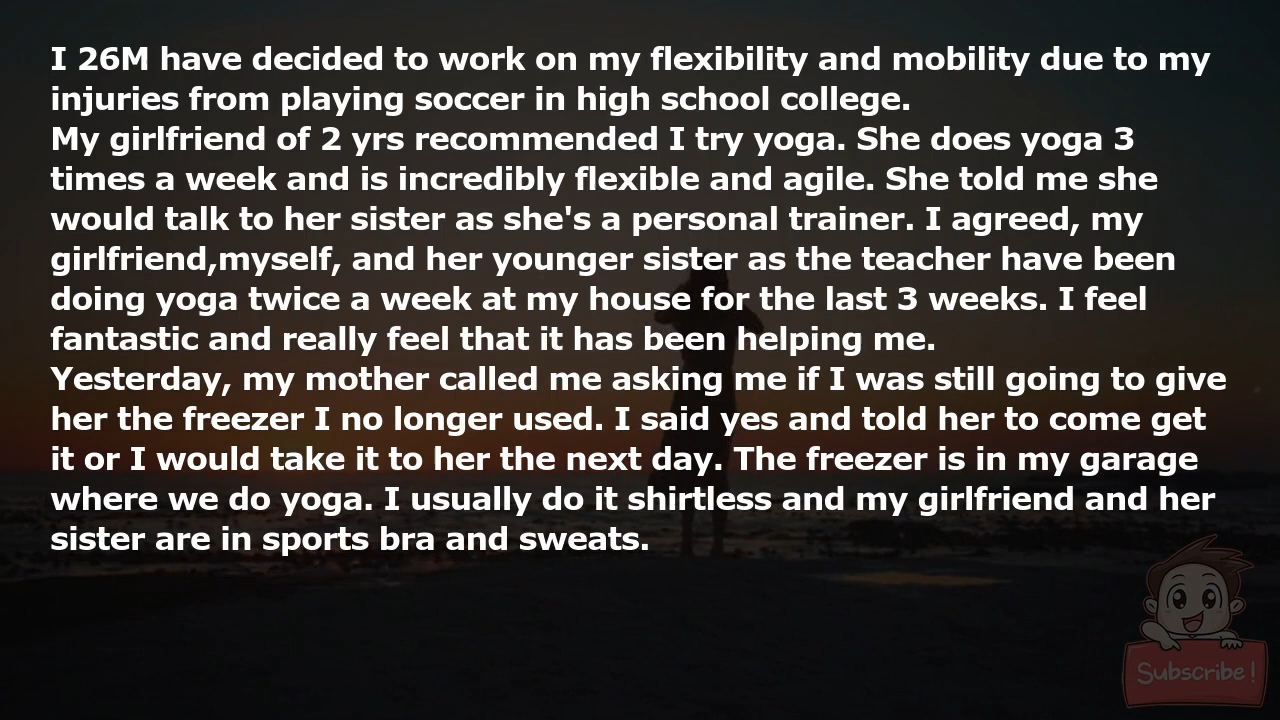 I 26M have decided to work on my flexibility and mobility due to my
injuries from playing soccer in high school college.
My girlfriend of 2 yrs recommended I try yoga. She does yoga 3
times a week and is incredibly flexible and agile. She told me she
would talk to her sister as she's a personal trainer. I agreed, my
girlfriend,myself, and her younger sister as the teacher have been
doing yoga twice a week at my house for the last 3 weeks. I feel
fantastic and really feel that it has been helping me.
Yesterday, my mother called me asking me if I was still going to give
her the freezer I no longer used. I said yes and told her to come get
it or I would take it to her the next day. The freezer is in my garage
where we do yoga. I usually do it shirtless and my girlfriend and her
sister are in sports bra and sweats.
Subscribe!